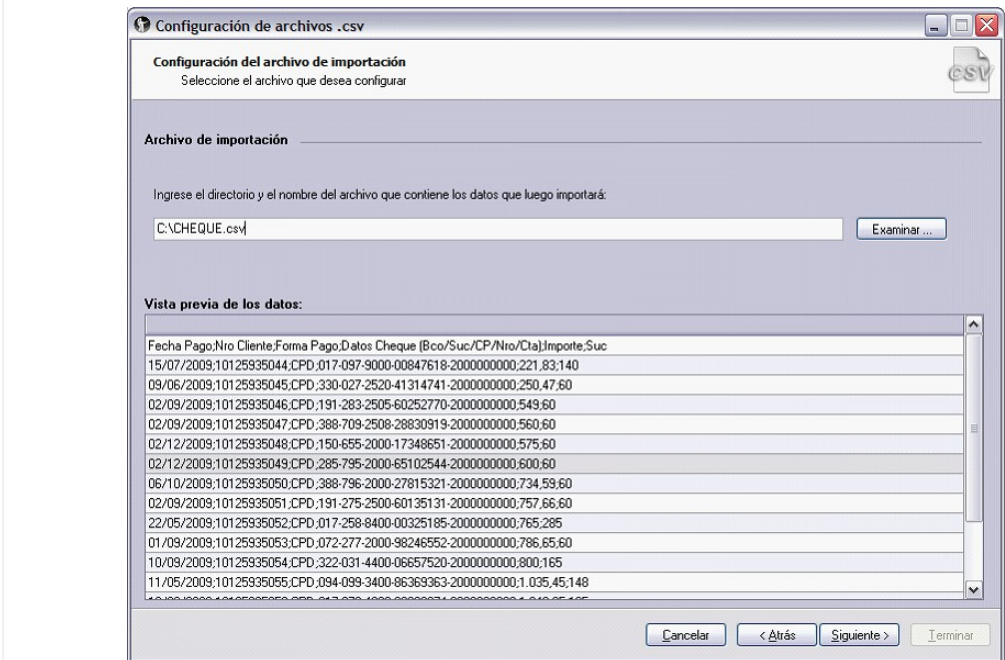 Configuración de archivos .csv
Configuración del archivo de importación
Seleccione el archivo que desea configurar
CSV
Archivo de importación
Ingrese el directorio y el nombre del archivo que contiene los datos que luego importará:
C:\CHEQUE.csv
Examinar ...
Vista previa de los datos:
Fecha Pago;Nro Cliente;Forma Pago;Datos Cheque (Bco/Suc/CP/Nro/Cta);Importe;Suc
15/07/2009;10125935044;CPD;017-097-9000-00847618-2000000000;221,83;140
09/06/2009;10125935045;CPD;330-027-2520-41314741-2000000000;250,47;60
02/09/2009;10125935046;CPD;191-283-2505-60252770-2000000000;549;60
02/09/2009;10125935047;CPD;388-709-2508-28830919-2000000000;560;60
02/12/2009;10125935048;CPD;150-655-2000-17348651-2000000000;575;60
02/12/2009;10125935049;CPD;285-795-2000-65102544-2000000000;600;60
06/10/2009;10125935050;CPD;388-796-2000-27815321-2000000000;734,59;60
02/09/2009;10125935051;CPD;191-275-2500-60135131-2000000000;757,66;60
22/05/2009;10125935052;CPD;017-258-8400-00325185-2000000000;765;285
01/09/2009;10125935053;CPD;072-277-2000-98246552-2000000000;786,65;60
10/09/2009;10125935054;CPD;322-031-4400-06657520-2000000000;800;165
11/05/2009;10125935055;CPD;094-099-3400-86369363-2000000000;1.035,45;148
Cancelar
< Atrás
Siguiente >
Terminar